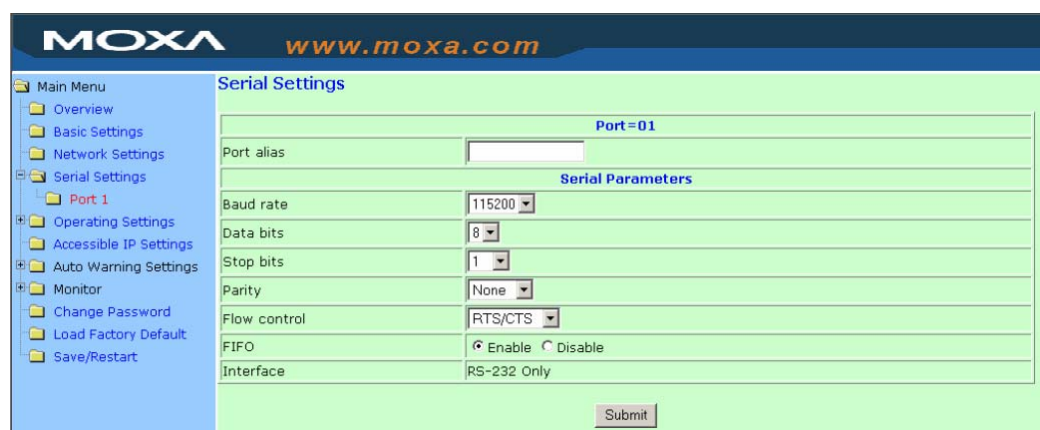 MOXA www.moxa.com
Main Menu
Overview
Basic Settings
Network Settings
Serial Settings
Port 1
Operating Settings
Accessible IP Settings
Auto Warning Settings
Monitor
Change Password
Load Factory Default
Save/Restart
Serial Settings
Port=01
Port alias
Serial Parameters
Baud rate 115200
Data bits 8
Stop bits 1
Parity None
Flow control RTS/CTS
FIFO Enable Disable
Interface RS-232 Only
Submit